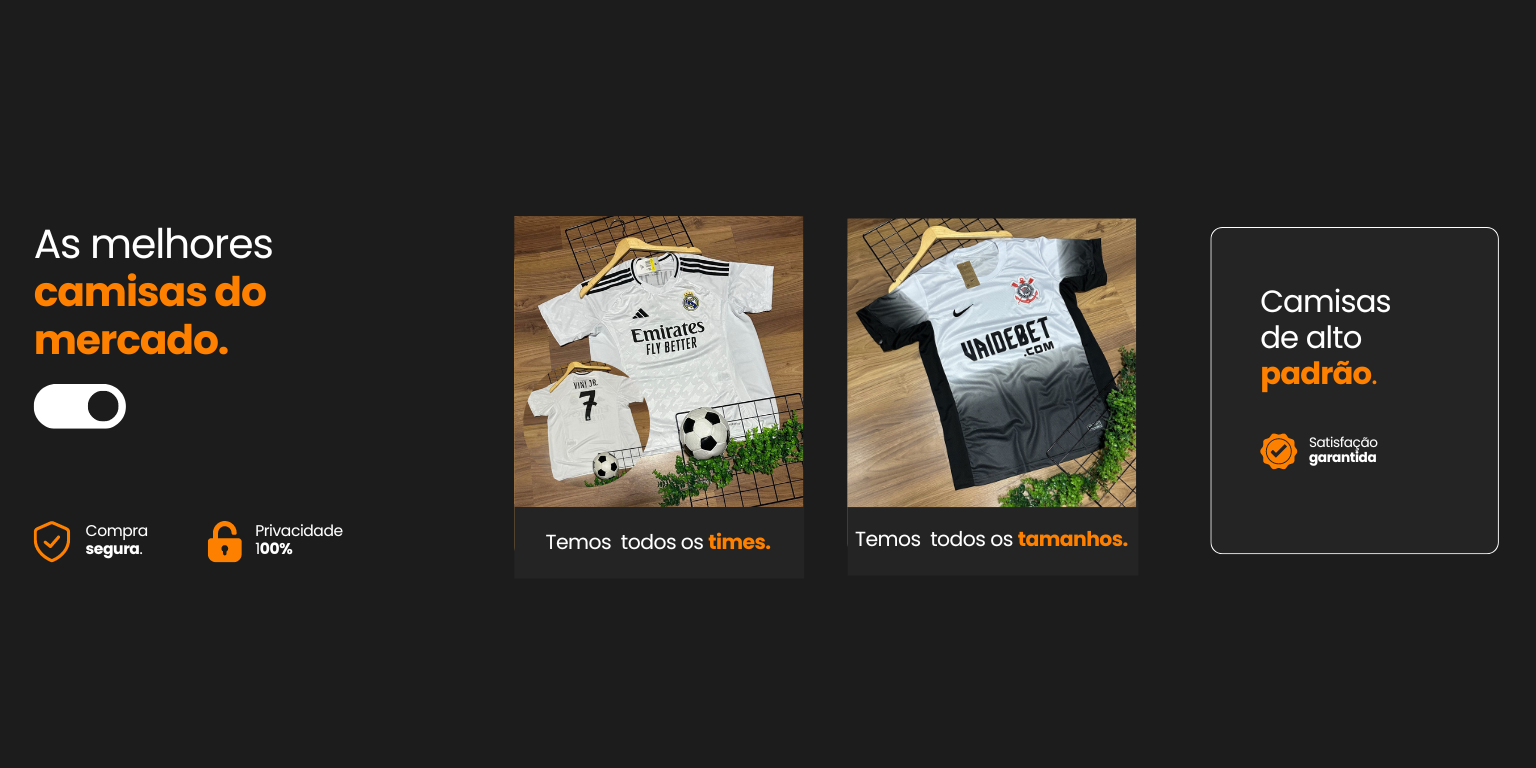 As melhores
camisas do
mercado.
Compra
segura.
Privacidade
100%
Emirates
FLY BETTER
VINI JR.
7
Temos todos os times.
VAIDEBET
.COM
Temos todos os tamanhos.
Camisas
de alto
padrão.
Satisfação
garantida